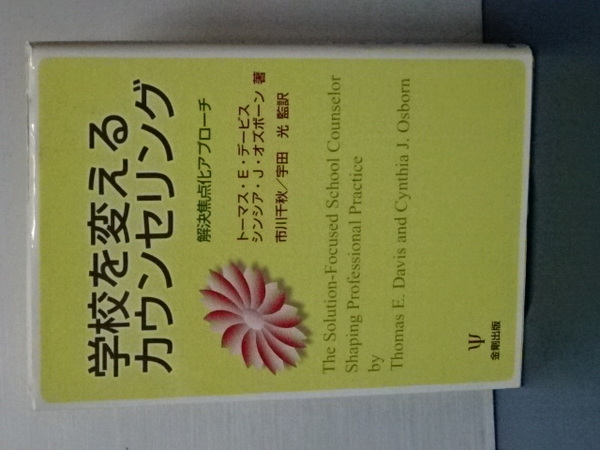 学校を変える
カウンセリング
解決焦点化アプローチ
トーマス・E・デービス
シンシア・J・オズボーン 著
市川千秋／宇田 光 監訳
The Solution-Focused School Counselor
Shaping Professional Practice
by
Thomas E. Davis and Cynthia J. Osborn
Ψ
金剛出版